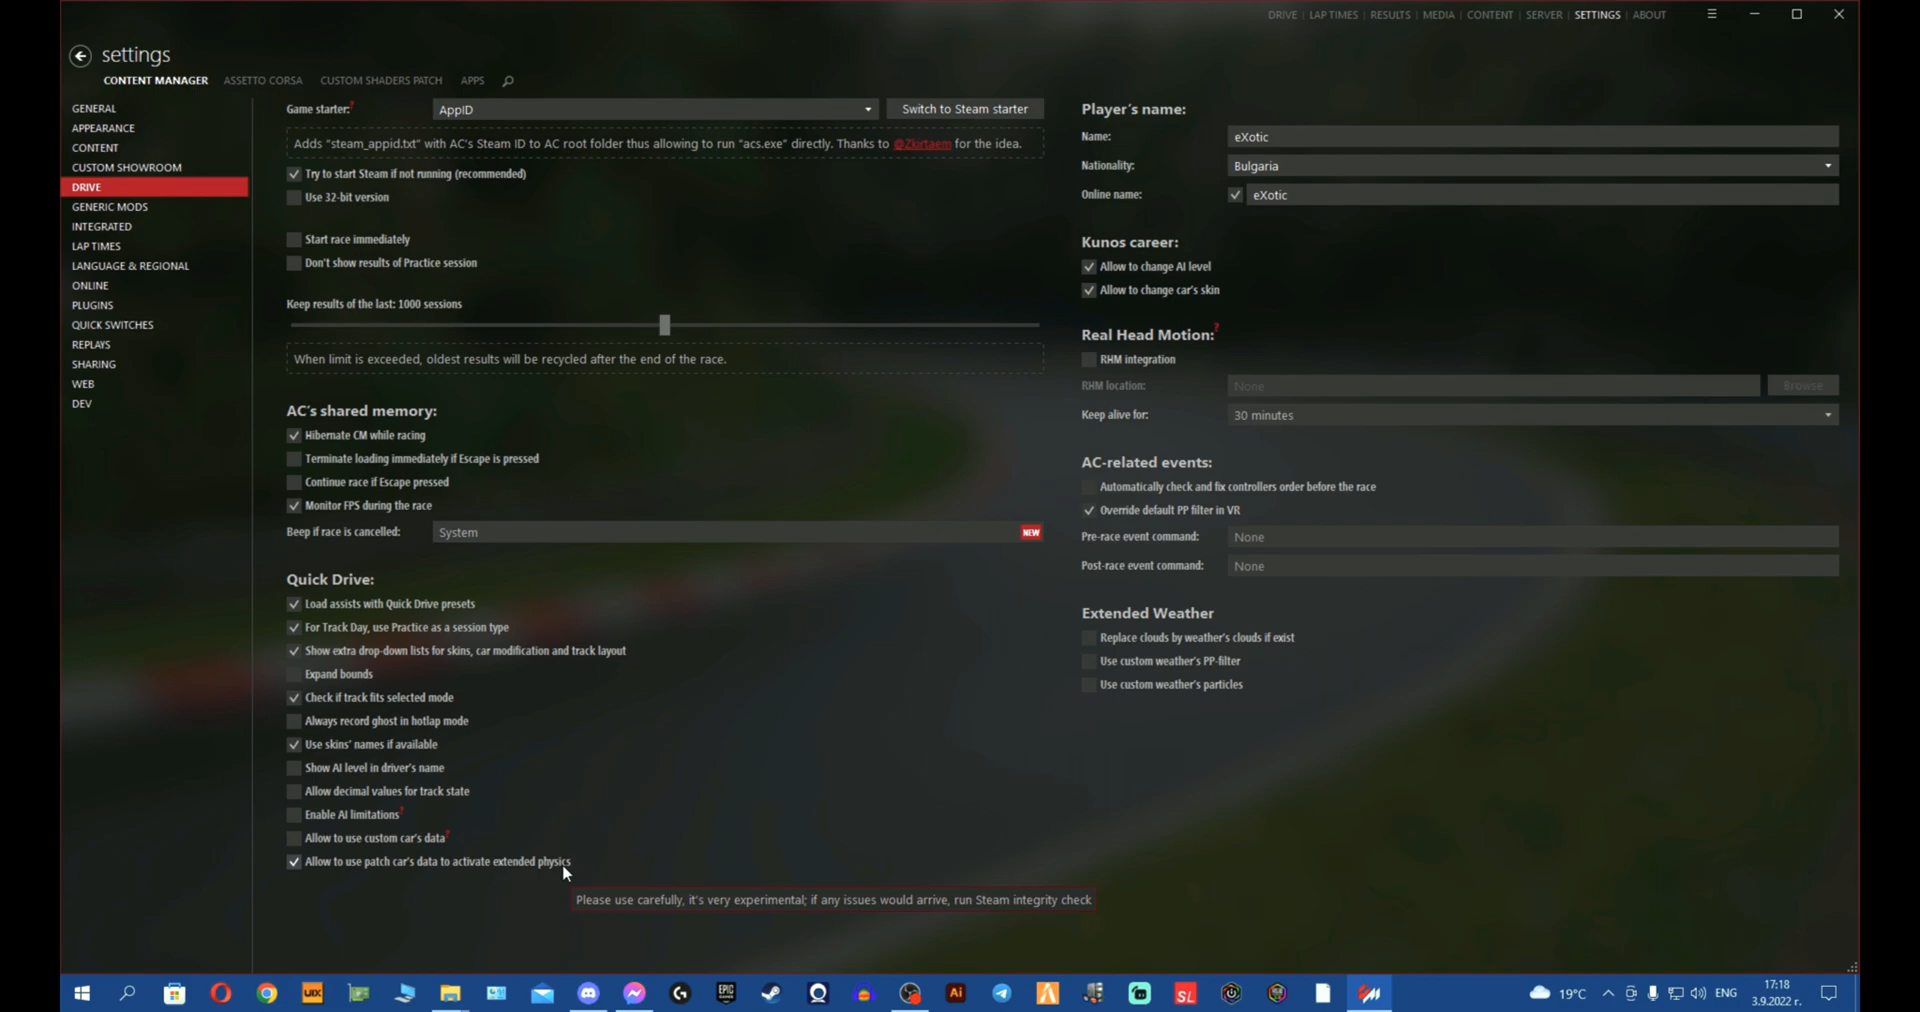 DRIVE | LAP TIMES | RESULTS | MEDIA | CONTENT | SERVER | SETTINGS | ABOUT
settings
CONTENT MANAGER ASSETTO CORSA CUSTOM SHADERS PATCH APPS
GENERAL
APPEARANCE
CONTENT
CUSTOM SHOWROOM
DRIVE
GENERIC MODS
INTEGRATED
LAP TIMES
LANGUAGE & REGIONAL
ONLINE
PLUGINS
QUICK SWITCHES
REPLAYS
SHARING
WEB
DEV
Game starter:? AppID Switch to Steam starter
Adds "steam_appid.txt" with AC's Steam ID to AC root folder thus allowing to run "acs.exe" directly. Thanks to @Zkirtaem for the idea.
Try to start Steam if not running (recommended)
Use 32-bit version
Start race immediately
Don't show results of Practice session
Keep results of the last: 1000 sessions
When limit is exceeded, oldest results will be recycled after the end of the race.
AC's shared memory:
Hibernate CM while racing
Terminate loading immediately if Escape is pressed
Continue race if Escape pressed
Monitor FPS during the race
Beep if race is cancelled: System NEW
Quick Drive:
Load assists with Quick Drive presets
For Track Day, use Practice as a session type
Show extra drop-down lists for skins, car modification and track layout
Expand bounds
Check if track fits selected mode
Always record ghost in hotlap mode
Use skins' names if available
Show AI level in driver's name
Allow decimal values for track state
Enable AI limitations?
Allow to use custom car's data?
Allow to use patch car's data to activate extended physics
Please use carefully, it's very experimental; if any issues would arrive, run Steam integrity check
Player's name:
Name: eXotic
Nationality: Bulgaria
Online name: eXotic
Kunos career:
Allow to change AI level
Allow to change car's skin
Real Head Motion:?
RHM integration
RHM location: None Browse
Keep alive for: 30 minutes
AC-related events:
Automatically check and fix controllers order before the race
Override default PP filter in VR
Pre-race event command: None
Post-race event command: None
Extended Weather
Replace clouds by weather's clouds if exist
Use custom weather's PP-filter
Use custom weather's particles
UIX
EPIC GAMES
Ai
SL
19°C
ENG
17:18
3.9.2022 г.